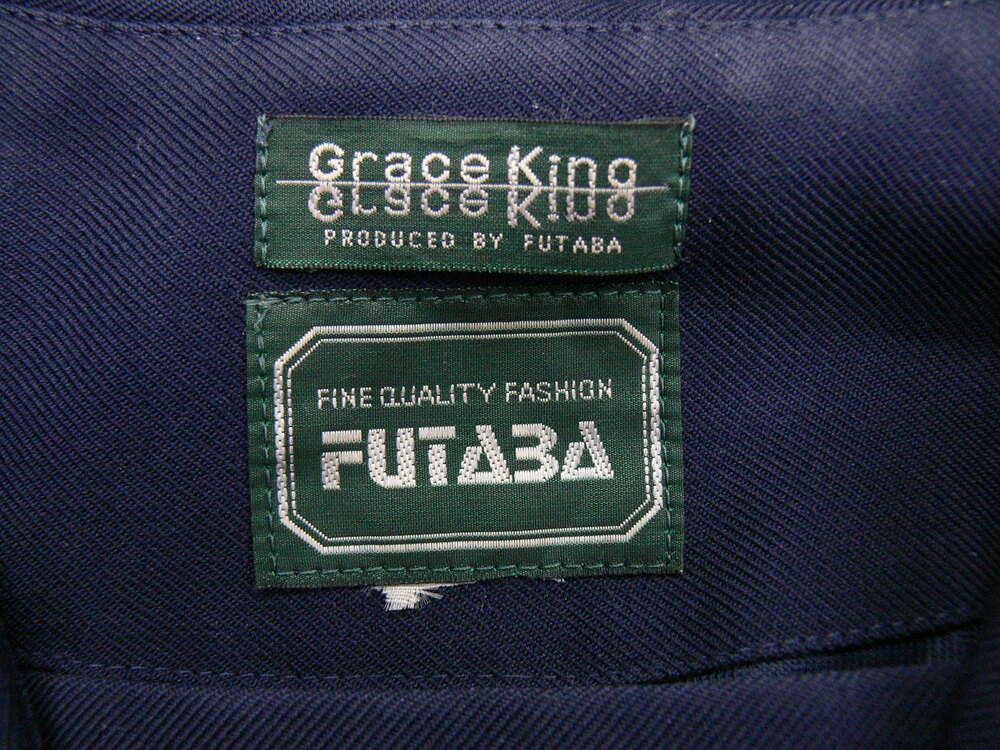 Grace King
PRODUCED BY FUTABA
FINE QUALITY FASHION
FUTABA